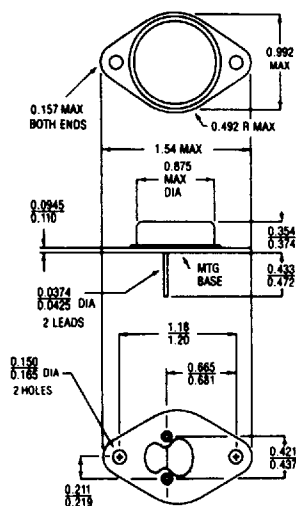 0.992
MAX
0.157 MAX
BOTH ENDS
0.492 R MAX
1.54 MAX
0.875
MAX
DIA
0.0945
0.110
0.354
0.374
0.433
0.472
MTG
BASE
0.0374
0.0425 DIA
2 LEADS
1.18
1.20
0.150
0.165 DIA
2 HOLES
0.665
0.681
0.421
0.437
0.211
0.219